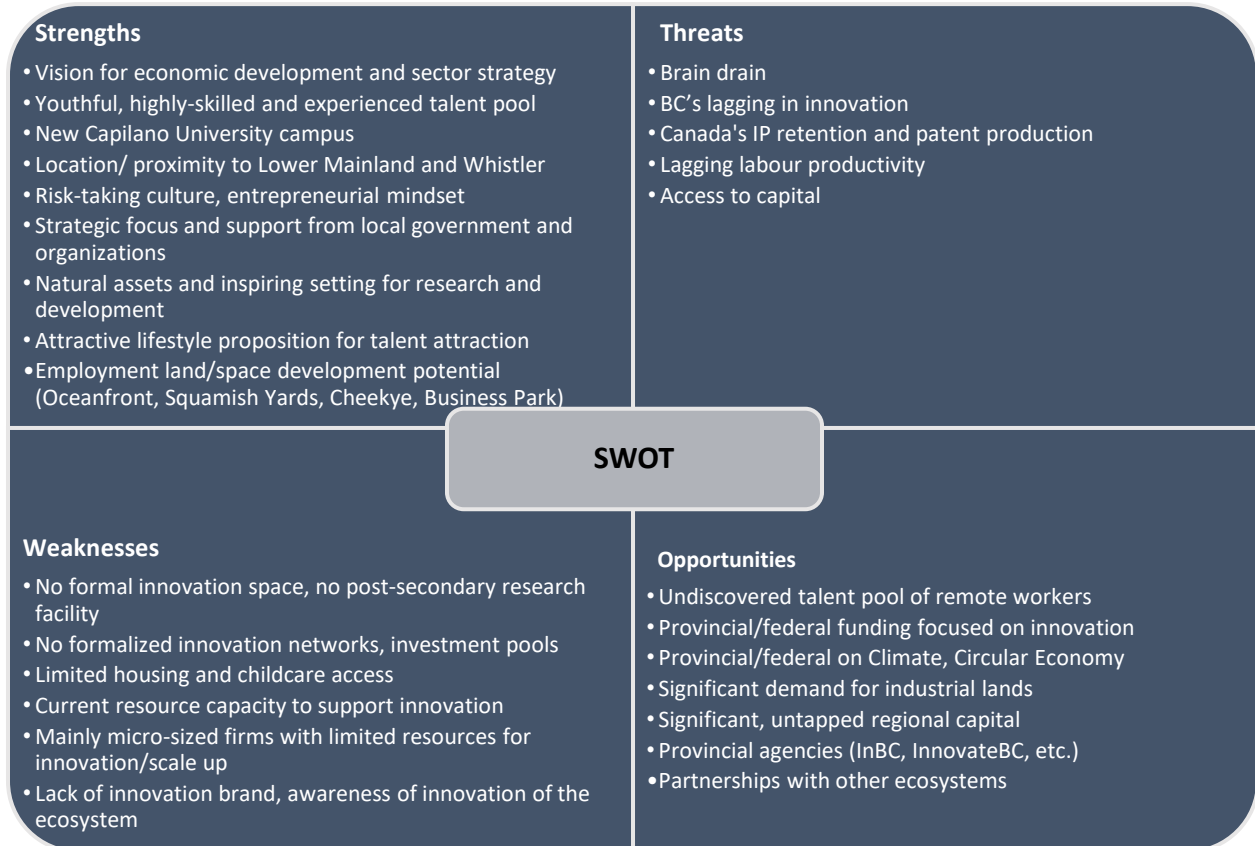 Strengths
• Vision for economic development and sector strategy
• Youthful, highly-skilled and experienced talent pool
• New Capilano University campus
• Location/ proximity to Lower Mainland and Whistler
• Risk-taking culture, entrepreneurial mindset
• Strategic focus and support from local government and
organizations
• Natural assets and inspiring setting for research and
development
• Attractive lifestyle proposition for talent attraction
•Employment land/space development potential
(Oceanfront, Squamish Yards, Cheekye, Business Park)
Threats
• Brain drain
• BC’s lagging in innovation
• Canada's IP retention and patent production
• Lagging labour productivity
• Access to capital
SWOT
Weaknesses
• No formal innovation space, no post-secondary research
facility
• No formalized innovation networks, investment pools
• Limited housing and childcare access
• Current resource capacity to support innovation
• Mainly micro-sized firms with limited resources for
innovation/scale up
• Lack of innovation brand, awareness of innovation of the
ecosystem
Opportunities
• Undiscovered talent pool of remote workers
• Provincial/federal funding focused on innovation
• Provincial/federal on Climate, Circular Economy
• Significant demand for industrial lands
• Significant, untapped regional capital
• Provincial agencies (InBC, InnovateBC, etc.)
•Partnerships with other ecosystems